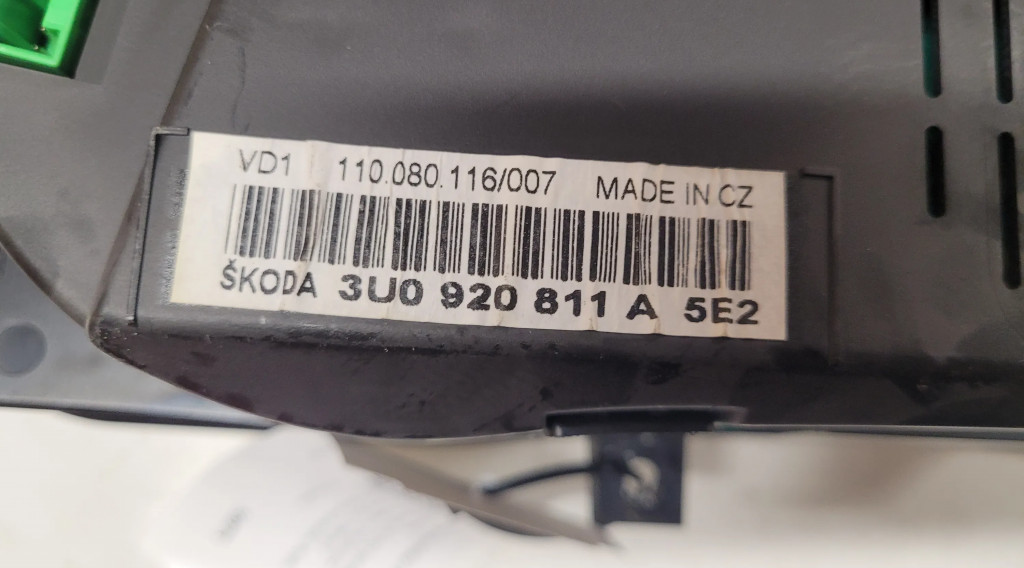 VD1 110.080.116/007 MADE IN CZ
ŠKODA 3U0 920 811 A 5E2